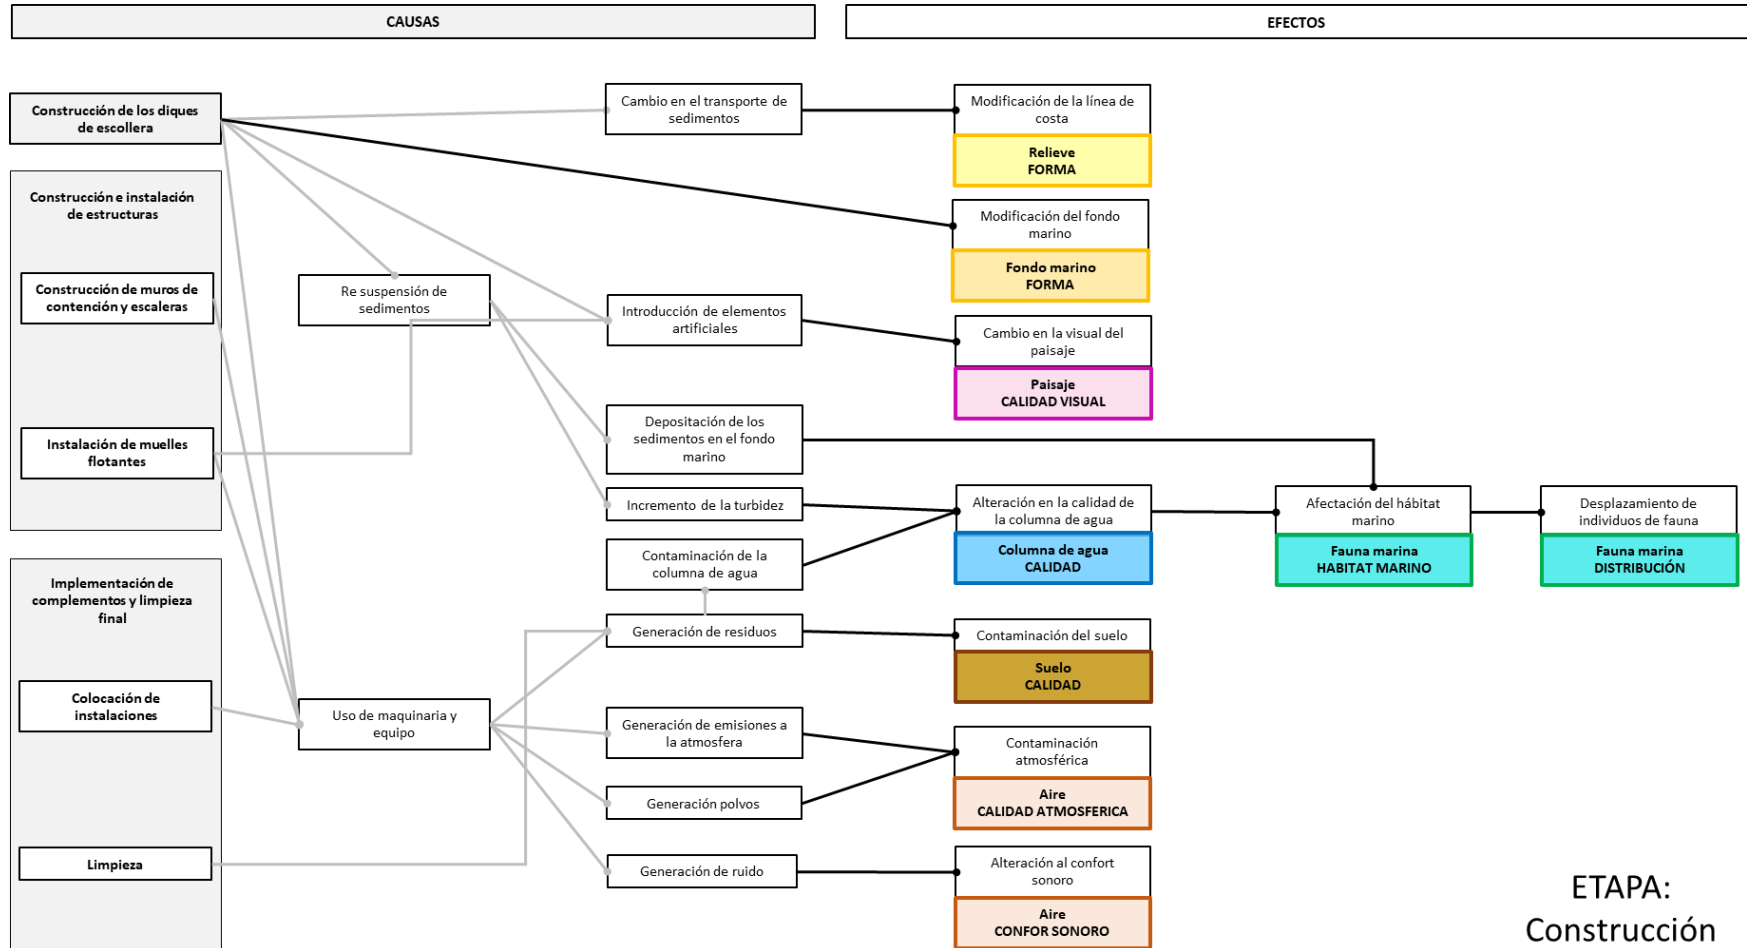 CAUSAS
EFECTOS
Construcción de los diques
de escollera
Cambio en el transporte de
sedimentos
Modificación de la línea de
costa
Relieve
FORMA
Construcción e instalación
de estructuras
Modificación del fondo
marino
Fondo marino
FORMA
Construcción de muros de
contención y escaleras
Re suspensión de
sedimentos
Introducción de elementos
artificiales
Cambio en la visual del
paisaje
Paisaje
CALIDAD VISUAL
Instalación de muelles
flotantes
Depositación de los
sedimentos en el fondo
marino
Incremento de la turbidez
Alteración en la calidad de
la columna de agua
Columna de agua
CALIDAD
Afectación del hábitat
marino
Fauna marina
HABITAT MARINO
Desplazamiento de
individuos de fauna
Fauna marina
DISTRIBUCIÓN
Contaminación de la
columna de agua
Implementación de
complementos y limpieza
final
Generación de residuos
Contaminación del suelo
Suelo
CALIDAD
Colocación de
instalaciones
Uso de maquinaria y
equipo
Generación de emisiones a
la atmosfera
Contaminación
atmosférica
Aire
CALIDAD ATMOSFERICA
Generación polvos
Limpieza
Generación de ruido
Alteración al confort
sonoro
Aire
CONFOR SONORO
ETAPA:
Construcción